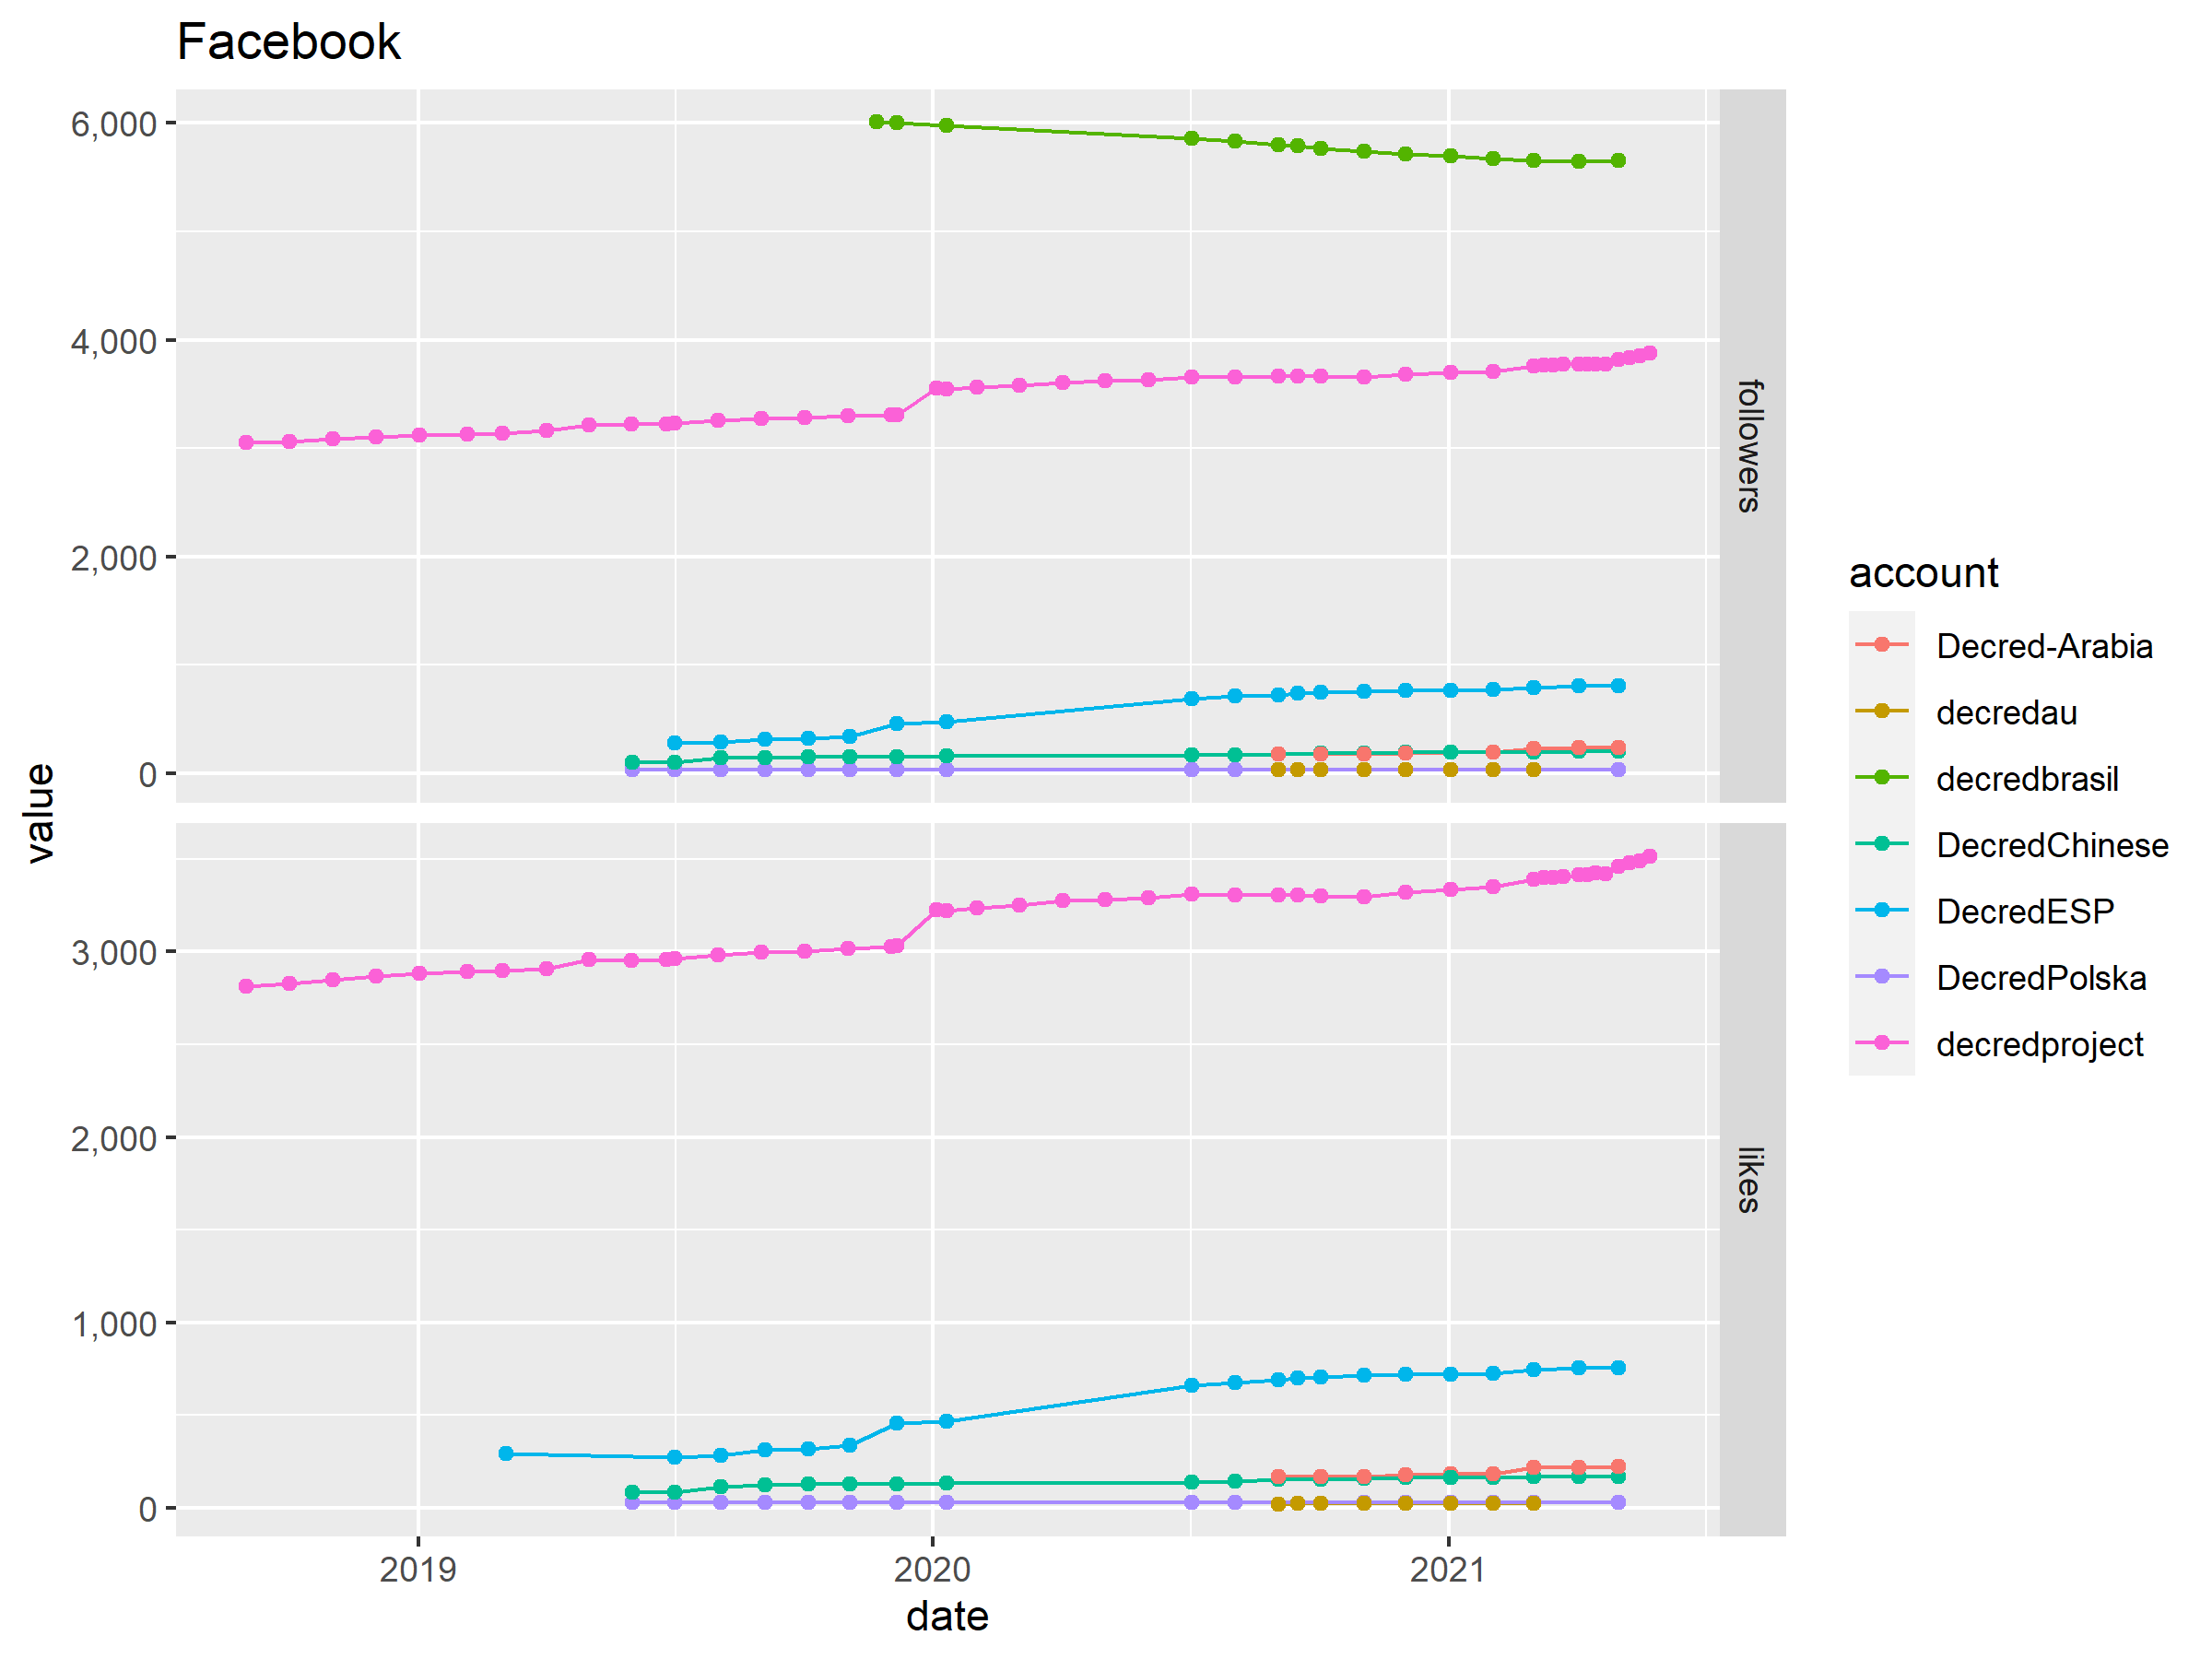 Facebook
6,000
4,000
2,000
0
followers
3,000
2,000
1,000
0
likes
2019
2020
2021
date
value
account
Decred-Arabia
decredau
decredbrasil
DecredChinese
DecredESP
DecredPolska
decredproject